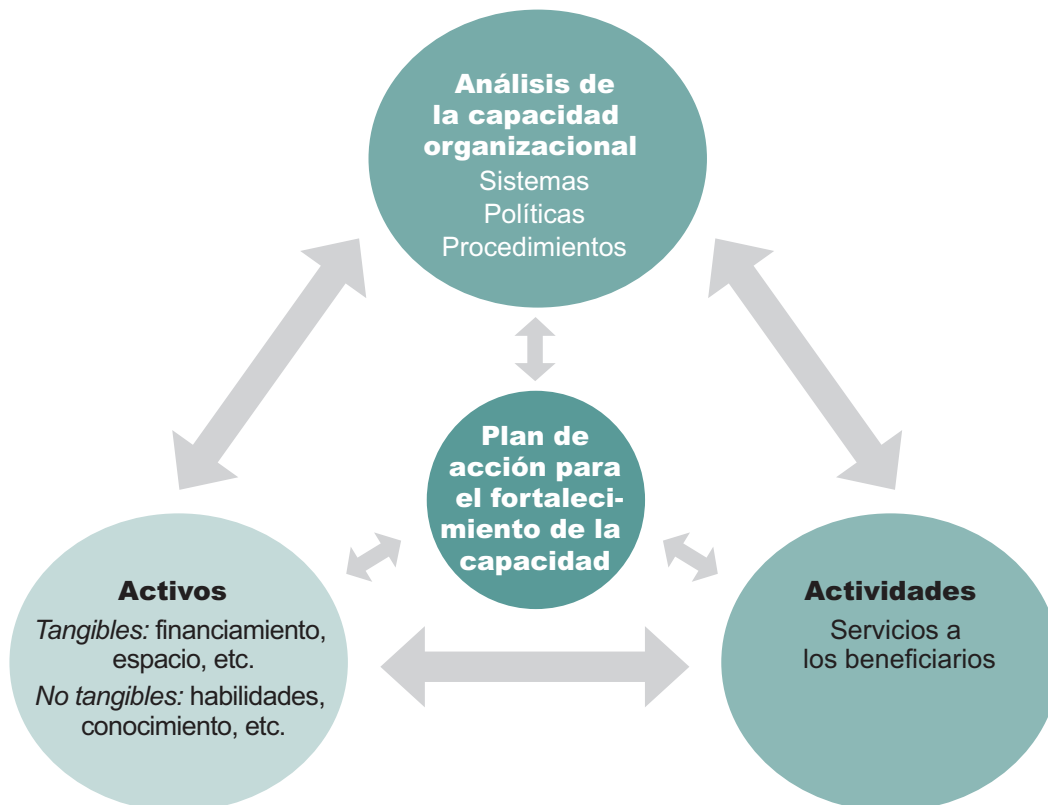 Análisis de
la capacidad
organizacional
Sistemas
Políticas
Procedimientos
Plan de
acción para
el fortaleci-
miento de la
capacidad
Activos
Tangibles: financiamiento,
espacio, etc.
No tangibles: habilidades,
conocimiento, etc.
Actividades
Servicios a
los beneficiarios